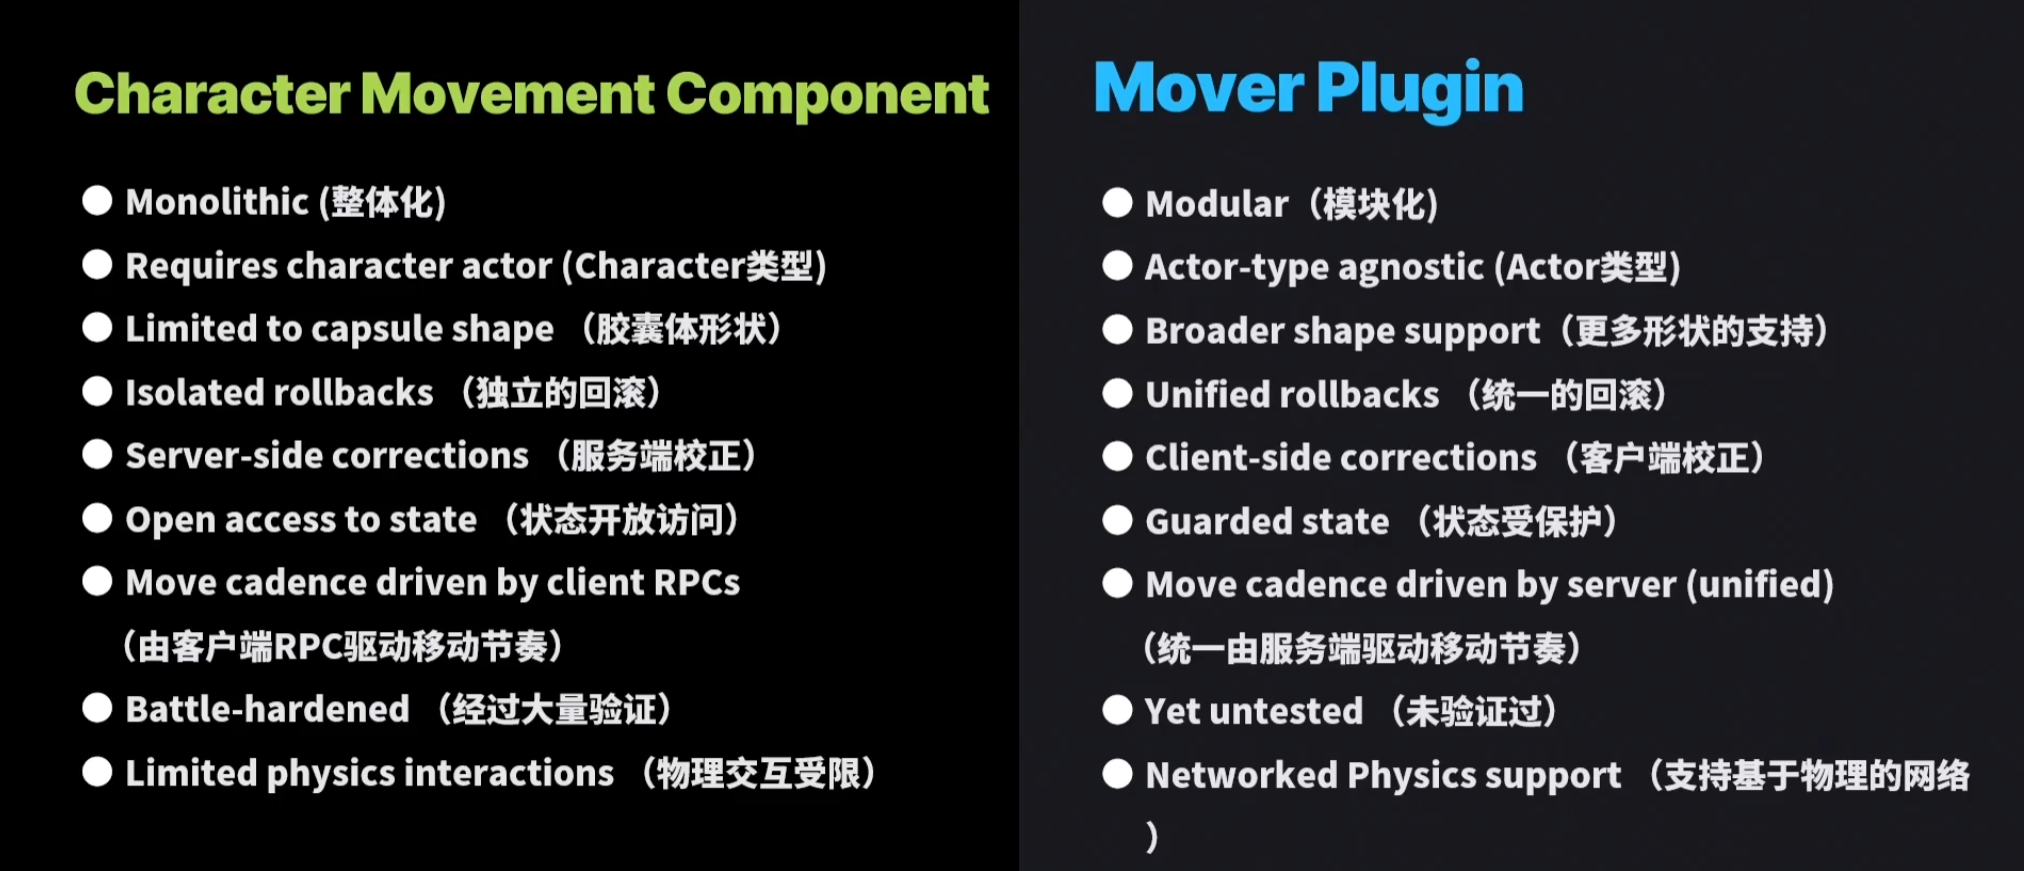 Character Movement Component
Monolithic (整体化)
Requires character actor (Character类型)
Limited to capsule shape （胶囊体形状）
Isolated rollbacks （独立的回滚）
Server-side corrections （服务端校正）
Open access to state （状态开放访问）
Move cadence driven by client RPCs
（由客户端RPC驱动移动节奏）
Battle-hardened （经过大量验证）
Limited physics interactions （物理交互受限）
Mover Plugin
Modular（模块化)
Actor-type agnostic (Actor类型)
Broader shape support（更多形状的支持）
Unified rollbacks （统一的回滚）
Client-side corrections （客户端校正）
Guarded state （状态受保护）
Move cadence driven by server (unified)
（统一由服务端驱动移动节奏）
Yet untested （未验证过）
Networked Physics support （支持基于物理的网络
）